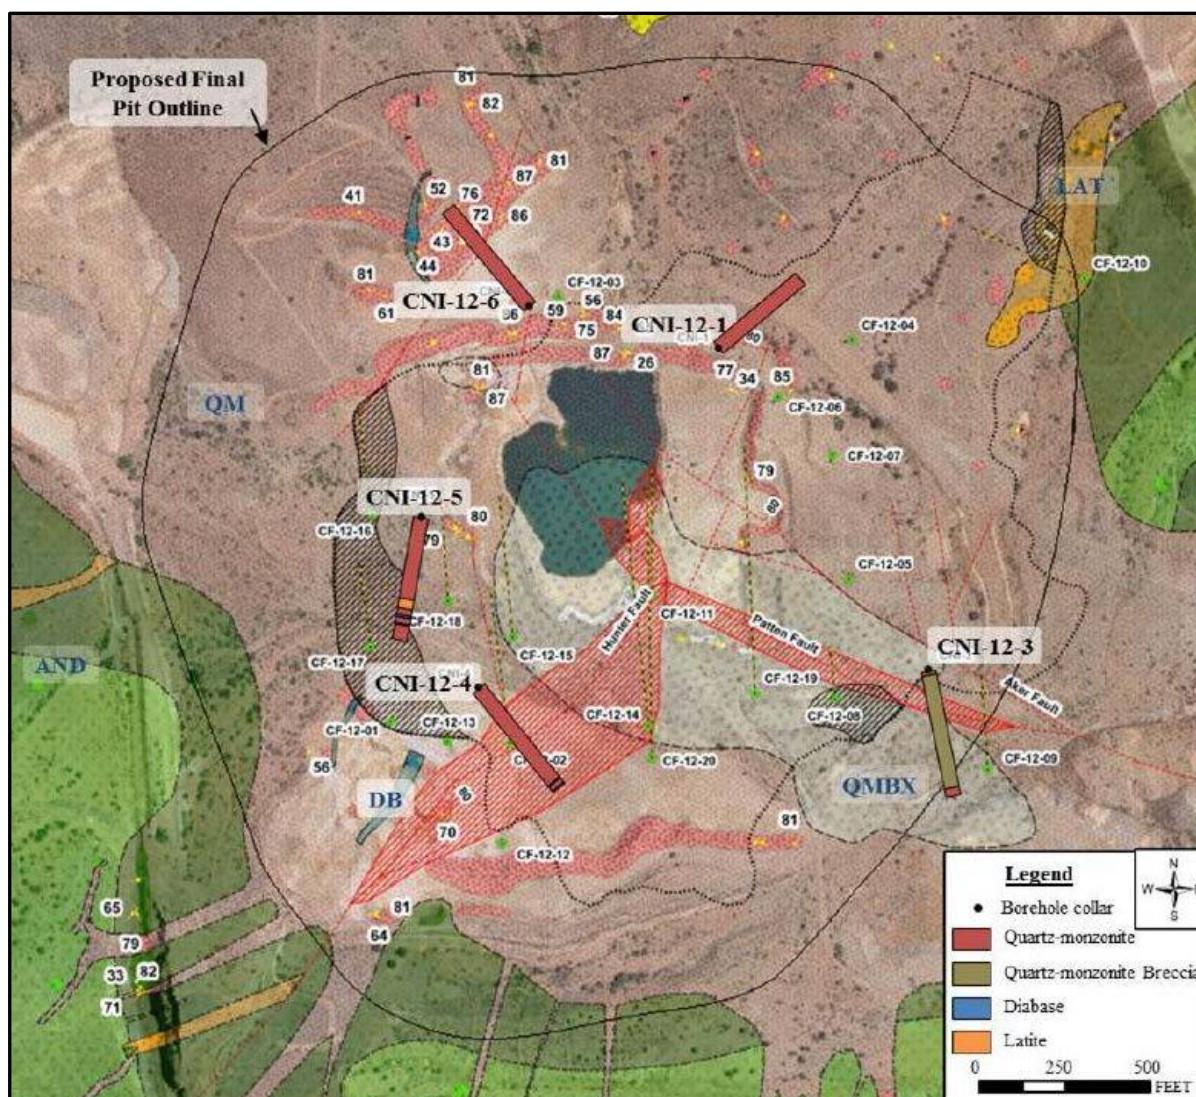 Proposed Final
Pit Outline
81
82
81
87
52
76
41
72
86
43
44
LAT
CF-12-10
81
CNI-12-6
CF-12-03
61
59
56
84
75
CNI-12-1
CF-12-04
87
26
77
34
85
81
87
QM
CF-12-06
CF-12-07
79
CNI-12-5
80
79
CF-12-16
CF-12-05
CF-12-18
Hunter Fault
CF-12-11
Patten Fault
AND
CF-12-17
CF-12-15
CNI-12-3
CNI-12-4
CF-12-19
Aker Fault
CF-12-01
CF-12-13
CF-12-14
CF-12-08
56
CF-12-20
CF-12-09
DB
QMBX
80
70
CF-12-12
81
65
81
64
79
33
82
71
Legend
N
W
S
Borehole collar
Quartz-monzonite
Quartz-monzonite Breccia
Diabase
Latite
0 250 500
FEET